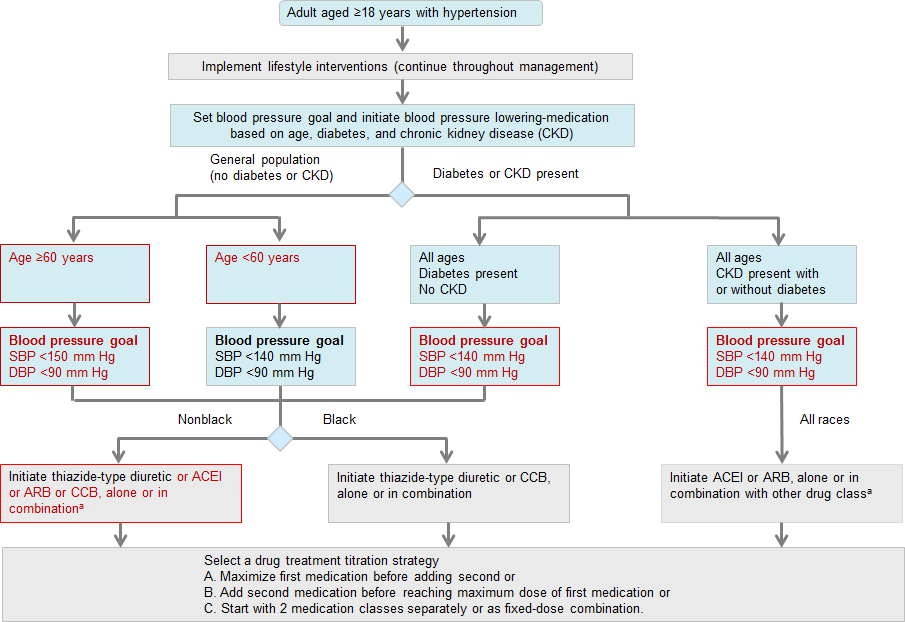 Adult aged ≥18 years with hypertension
Implement lifestyle interventions (continue throughout management)
Set blood pressure goal and initiate blood pressure lowering-medication
based on age, diabetes, and chronic kidney disease (CKD)
General population
(no diabetes or CKD)
Diabetes or CKD present
Age ≥60 years
Age <60 years
All ages
Diabetes present
No CKD
All ages
CKD present with
or without diabetes
Blood pressure goal
SBP <150 mm Hg
DBP <90 mm Hg
Blood pressure goal
SBP <140 mm Hg
DBP <90 mm Hg
Blood pressure goal
SBP <140 mm Hg
DBP <90 mm Hg
Blood pressure goal
SBP <140 mm Hg
DBP <90 mm Hg
Nonblack
Black
All races
Initiate thiazide-type diuretic or ACEI
or ARB or CCB, alone or in
combinationᵃ
Initiate thiazide-type diuretic or CCB,
alone or in combination
Initiate ACEI or ARB, alone or in
combination with other drug classᵃ
Select a drug treatment titration strategy
A. Maximize first medication before adding second or
B. Add second medication before reaching maximum dose of first medication or
C. Start with 2 medication classes separately or as fixed-dose combination.